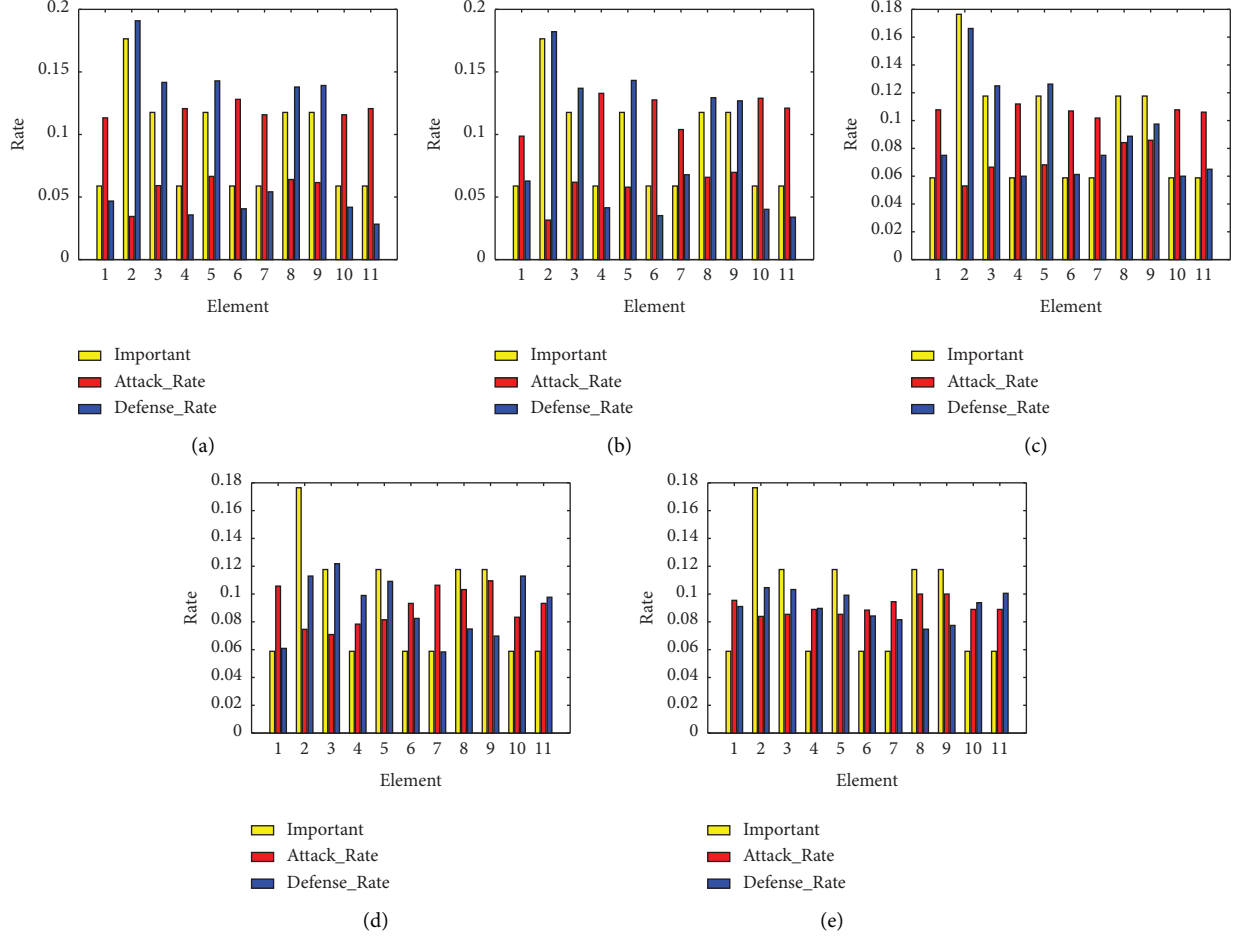 0.2
0.15
0.1
0.05
0
Rate
1 2 3 4 5 6 7 8 9 10 11
Element
Important
Attack_Rate
Defense_Rate
(a)
0.2
0.15
0.1
0.05
0
Rate
1 2 3 4 5 6 7 8 9 10 11
Element
Important
Attack_Rate
Defense_Rate
(b)
0.18
0.16
0.14
0.12
0.1
0.08
0.06
0.04
0.02
0
Rate
1 2 3 4 5 6 7 8 9 10 11
Element
Important
Attack_Rate
Defense_Rate
(c)
0.18
0.16
0.14
0.12
0.1
0.08
0.06
0.04
0.02
0
Rate
1 2 3 4 5 6 7 8 9 10 11
Element
Important
Attack_Rate
Defense_Rate
(d)
0.18
0.16
0.14
0.12
0.1
0.08
0.06
0.04
0.02
0
Rate
1 2 3 4 5 6 7 8 9 10 11
Element
Important
Attack_Rate
Defense_Rate
(e)